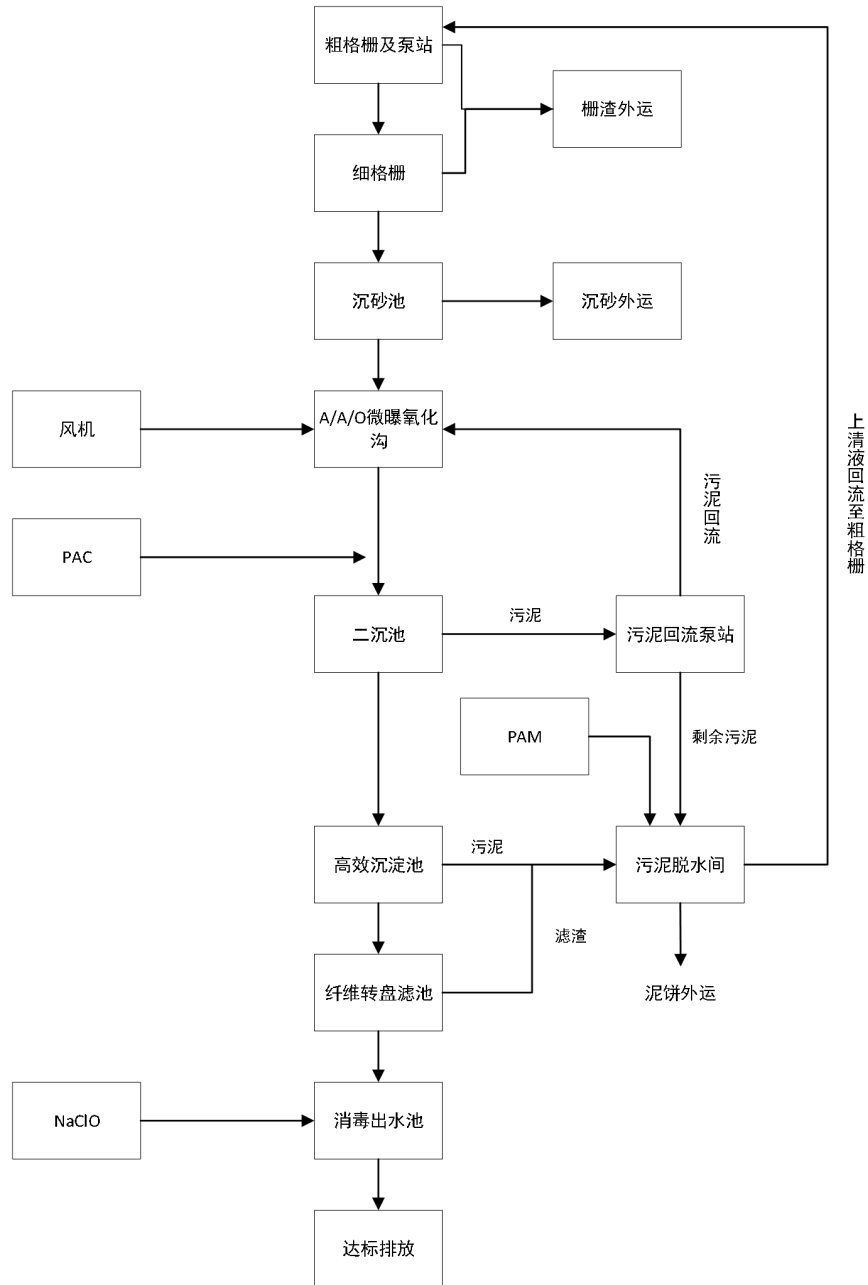 粗格栅及泵站
栅渣外运
细格栅
沉砂池
沉砂外运
风机
A/A/O微曝氧化
沟
污泥回流
上清液回流至粗格栅
PAC
二沉池
污泥
污泥回流泵站
PAM
剩余污泥
高效沉淀池
污泥
污泥脱水间
滤渣
纤维转盘滤池
泥饼外运
NaClO
消毒出水池
达标排放